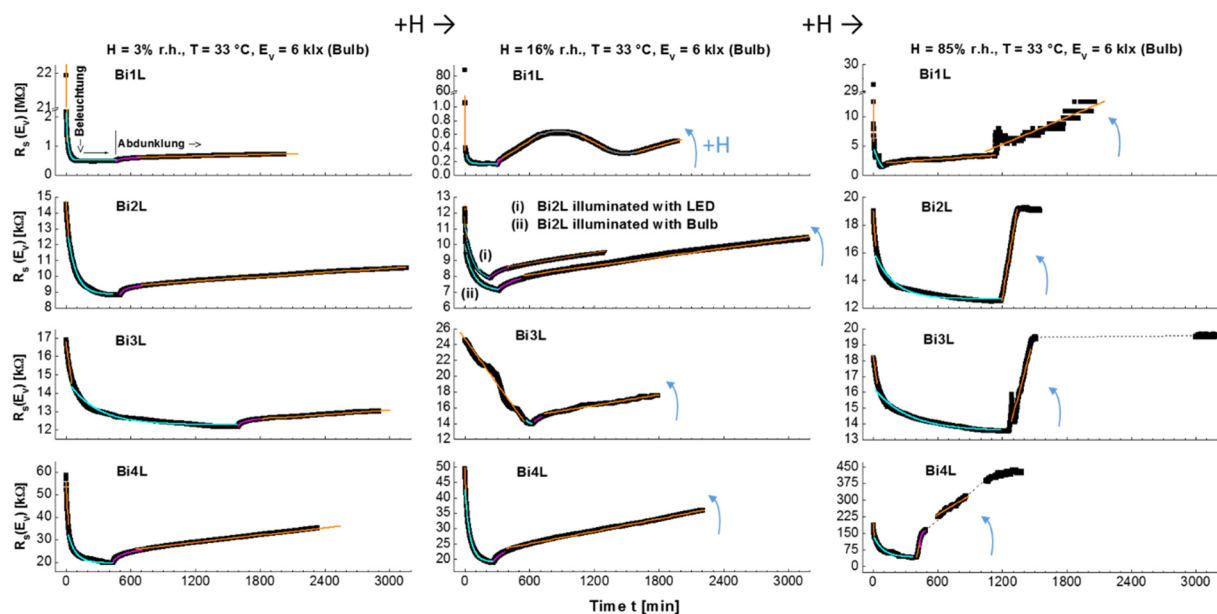 +H →
+H →
H = 3% r.h., T = 33 °C, E_v = 6 klx (Bulb)
H = 16% r.h., T = 33 °C, E_v = 6 klx (Bulb)
H = 85% r.h., T = 33 °C, E_v = 6 klx (Bulb)
R_s(E_v) [MΩ]
22
21
2
1
0
Bi1L
Beleuchtung
Abdunklung →
80
60
1.0
0.8
0.6
0.4
0.2
0.0
Bi1L
+H
30
29
15
10
5
0
Bi1L
R_s(E_v) [kΩ]
15
14
13
12
11
10
9
8
Bi2L
13
12
11
10
9
8
7
6
(i) Bi2L illuminated with LED
(ii) Bi2L illuminated with Bulb
(i)
(ii)
20
18
16
14
12
Bi2L
R_s(E_v) [kΩ]
17
16
15
14
13
12
Bi3L
26
24
22
20
18
16
14
12
Bi3L
20
19
18
17
16
15
14
13
Bi3L
R_s(E_v) [kΩ]
60
50
40
30
20
Bi4L
0 600 1200 1800 2400 3000
50
45
40
35
30
25
20
Bi4L
0 600 1200 1800 2400 3000
450
375
300
225
150
75
0
Bi4L
0 600 1200 1800 2400 3000
Time t [min]